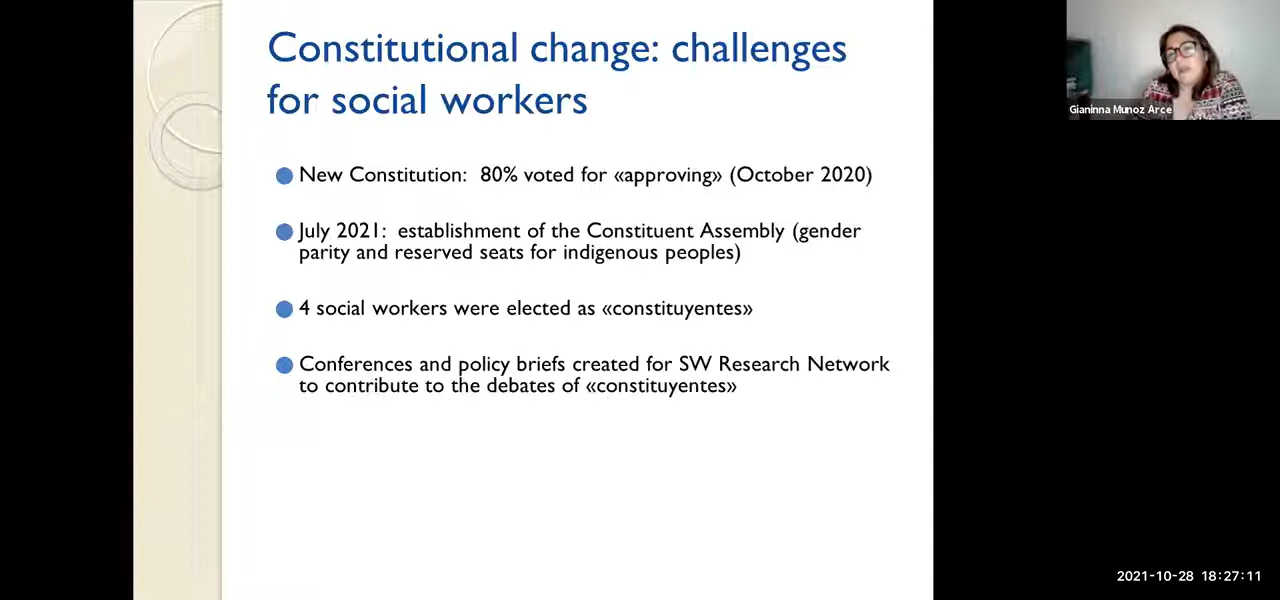 Constitutional change: challenges
for social workers
New Constitution: 80% voted for «approving» (October 2020)
July 2021: establishment of the Constituent Assembly (gender
parity and reserved seats for indigenous peoples)
4 social workers were elected as «constituyentes»
Conferences and policy briefs created for SW Research Network
to contribute to the debates of «constituyentes»
Gianinna Munoz Arce
2021-10-28 18:27:11